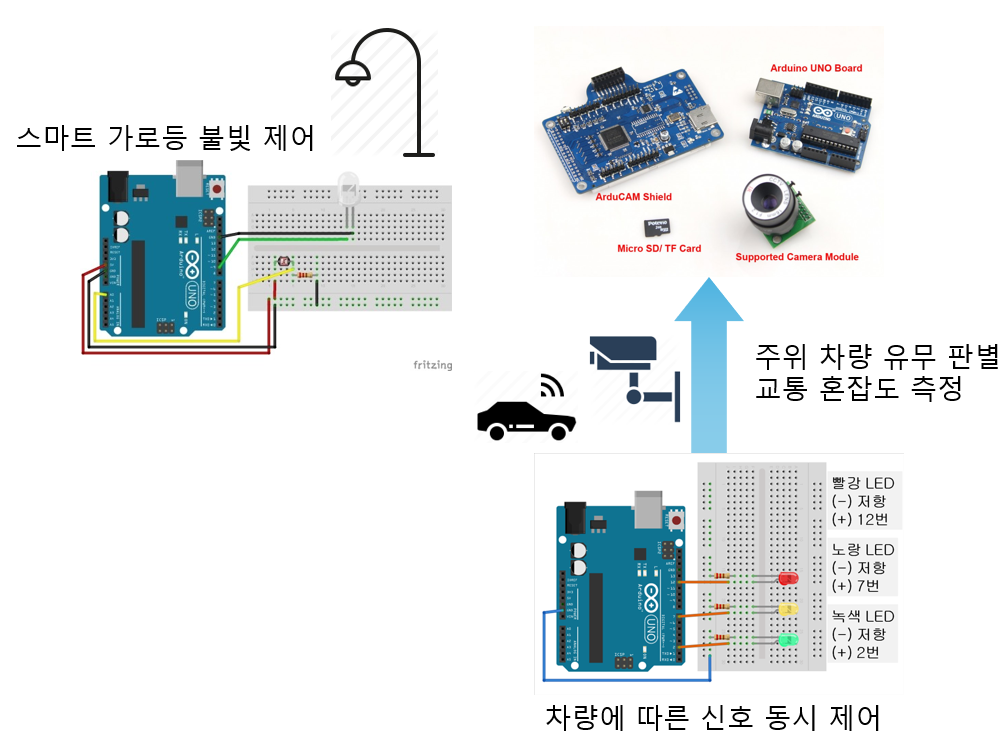 스마트 가로등 불빛 제어
fritzing
Arduino UNO Board
ArduCAM Shield
Micro SD/ TF Card
Supported Camera Module
주위 차량 유무 판별
교통 혼잡도 측정
빨강 LED
(-) 저항
(+) 12번
노랑 LED
(-) 저항
(+) 7번
녹색 LED
(-) 저항
(+) 2번
차량에 따른 신호 동시 제어